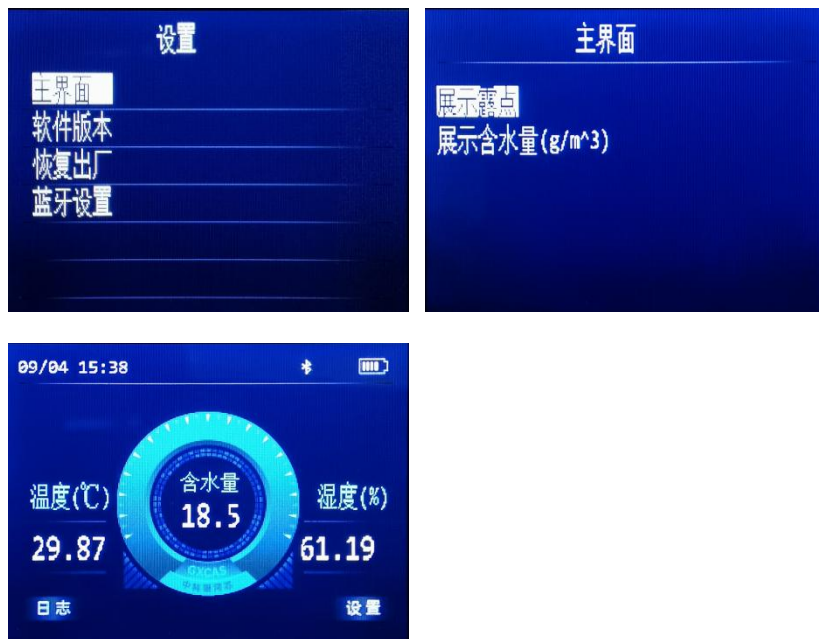 设置
主界面
软件版本
恢复出厂
蓝牙设置
主界面
展示露点
展示含水量(g/m^3)
09/04 15:38
温度(℃)
29.87
含水量
18.5
湿度(%)
61.19
GXCAS
日志
设置